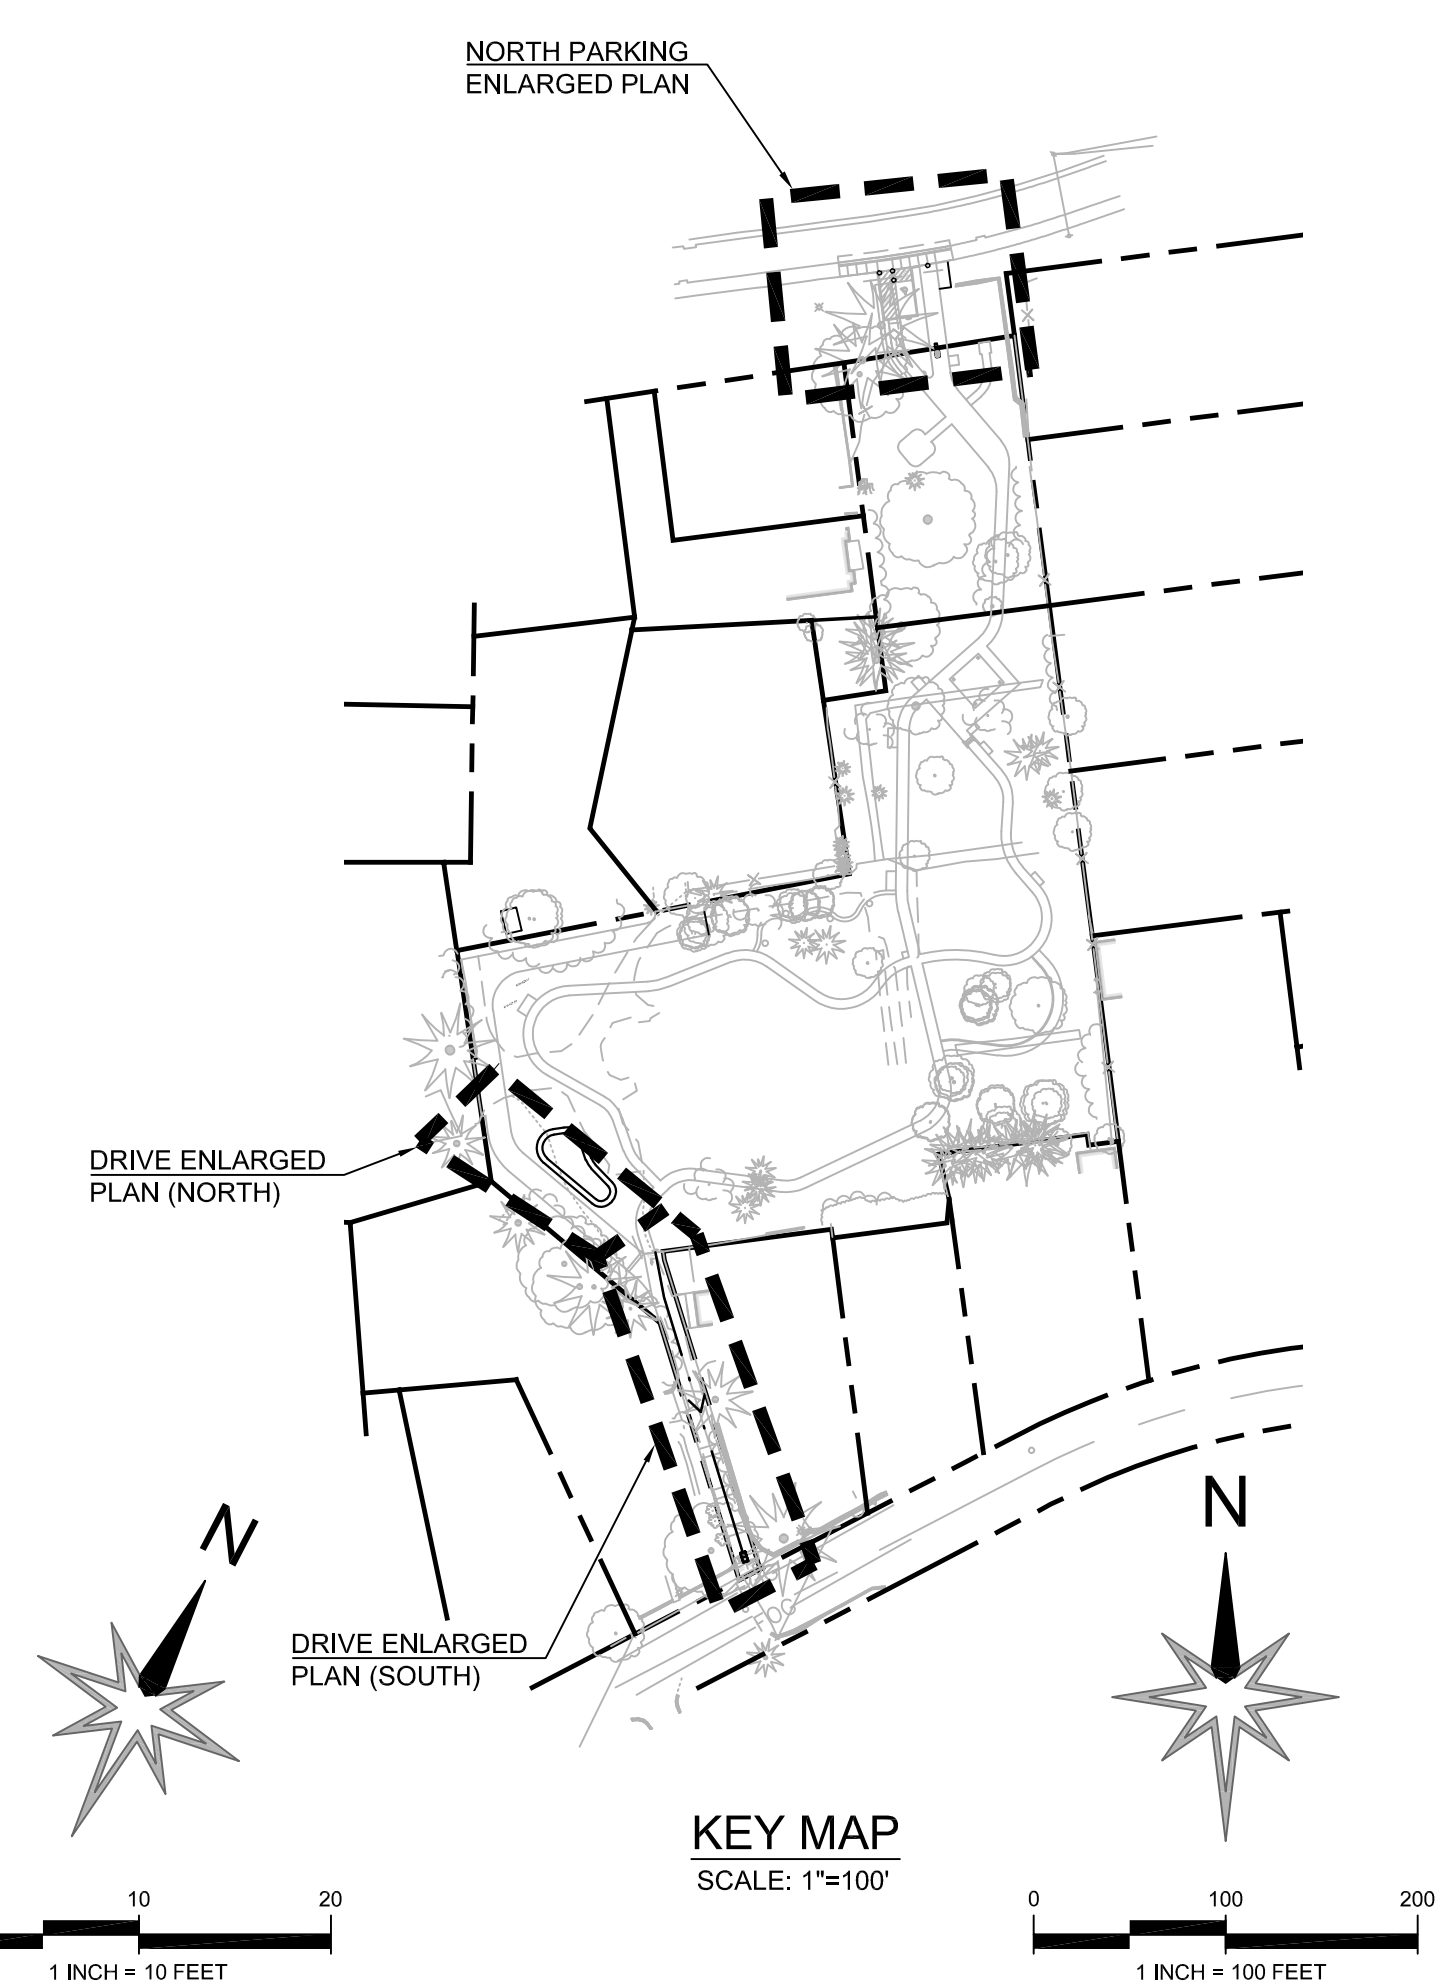 NORTH PARKING
ENLARGED PLAN
DRIVE ENLARGED
PLAN (NORTH)
N
N
FOC
DRIVE ENLARGED
PLAN (SOUTH)
KEY MAP
SCALE: 1"=100'
10 20
1 INCH = 10 FEET
0 100 200
1 INCH = 100 FEET